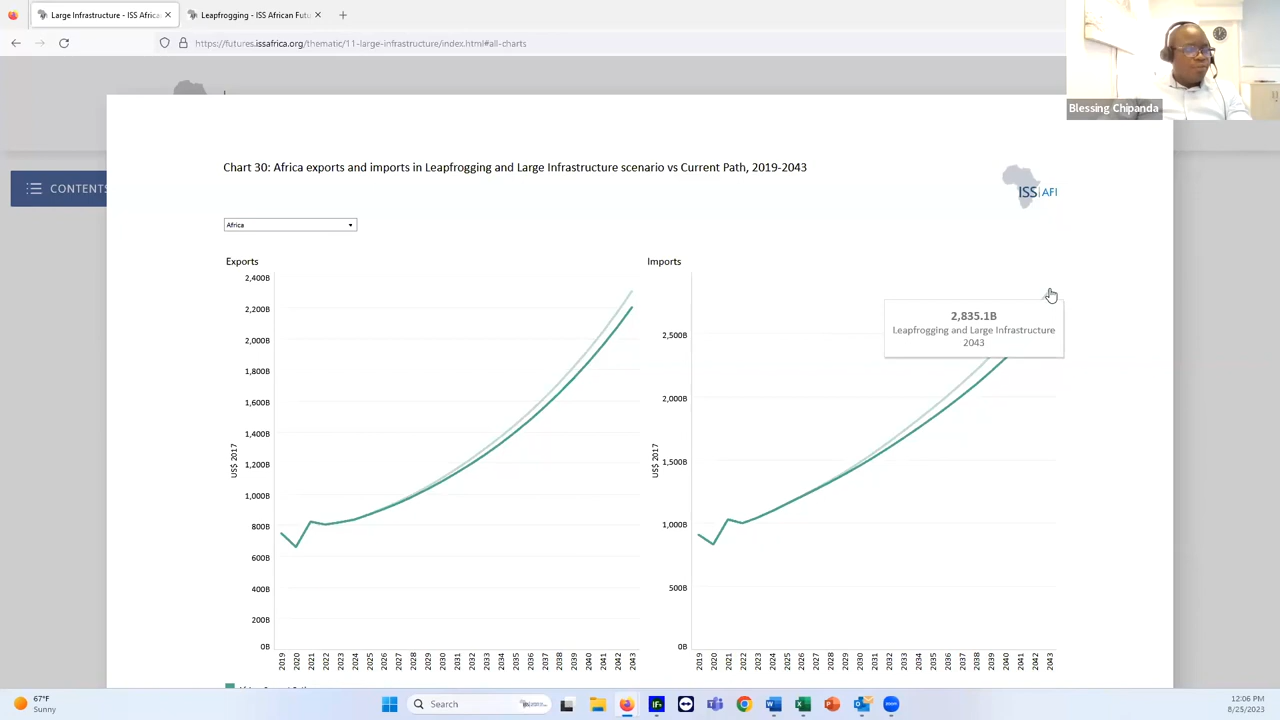 Large Infrastructure - ISS Africa
Leapfrogging - ISS African Futu
https://futures.issafrica.org/thematic/11-large-infrastructure/index.html#all-charts
Blessing Chipanda
CONTENTS
Chart 30: Africa exports and imports in Leapfrogging and Large Infrastructure scenario vs Current Path, 2019-2043
ISS|AFI
Africa
Exports
2,400B
2,200B
2,000B
1,800B
1,600B
1,400B
1,200B
1,000B
800B
600B
400B
200B
0B
US$ 2017
2019 2020 2021 2022 2023 2024 2025 2026 2027 2028 2029 2030 2031 2032 2033 2034 2035 2036 2037 2038 2039 2040 2041 2042 2043
Imports
2,500B
2,000B
1,500B
1,000B
500B
0B
US$ 2017
2019 2020 2021 2022 2023 2024 2025 2026 2027 2028 2029 2030 2031 2032 2033 2034 2035 2036 2037 2038 2039 2040 2041 2042 2043
2,835.1B
Leapfrogging and Large Infrastructure
2043
67°F
Sunny
Search
IF+
12:06 PM
8/25/2023